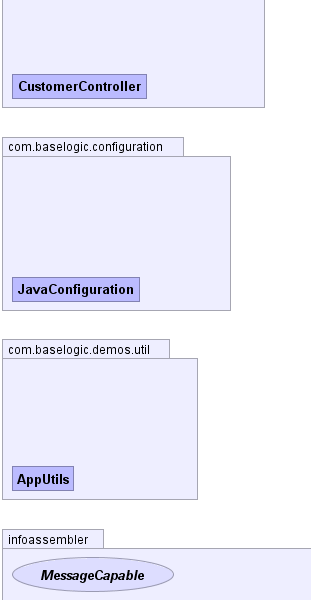 CustomerController
com.baselogic.configuration
JavaConfiguration
com.baselogic.demos.util
AppUtils
infoassembler
MessageCapable